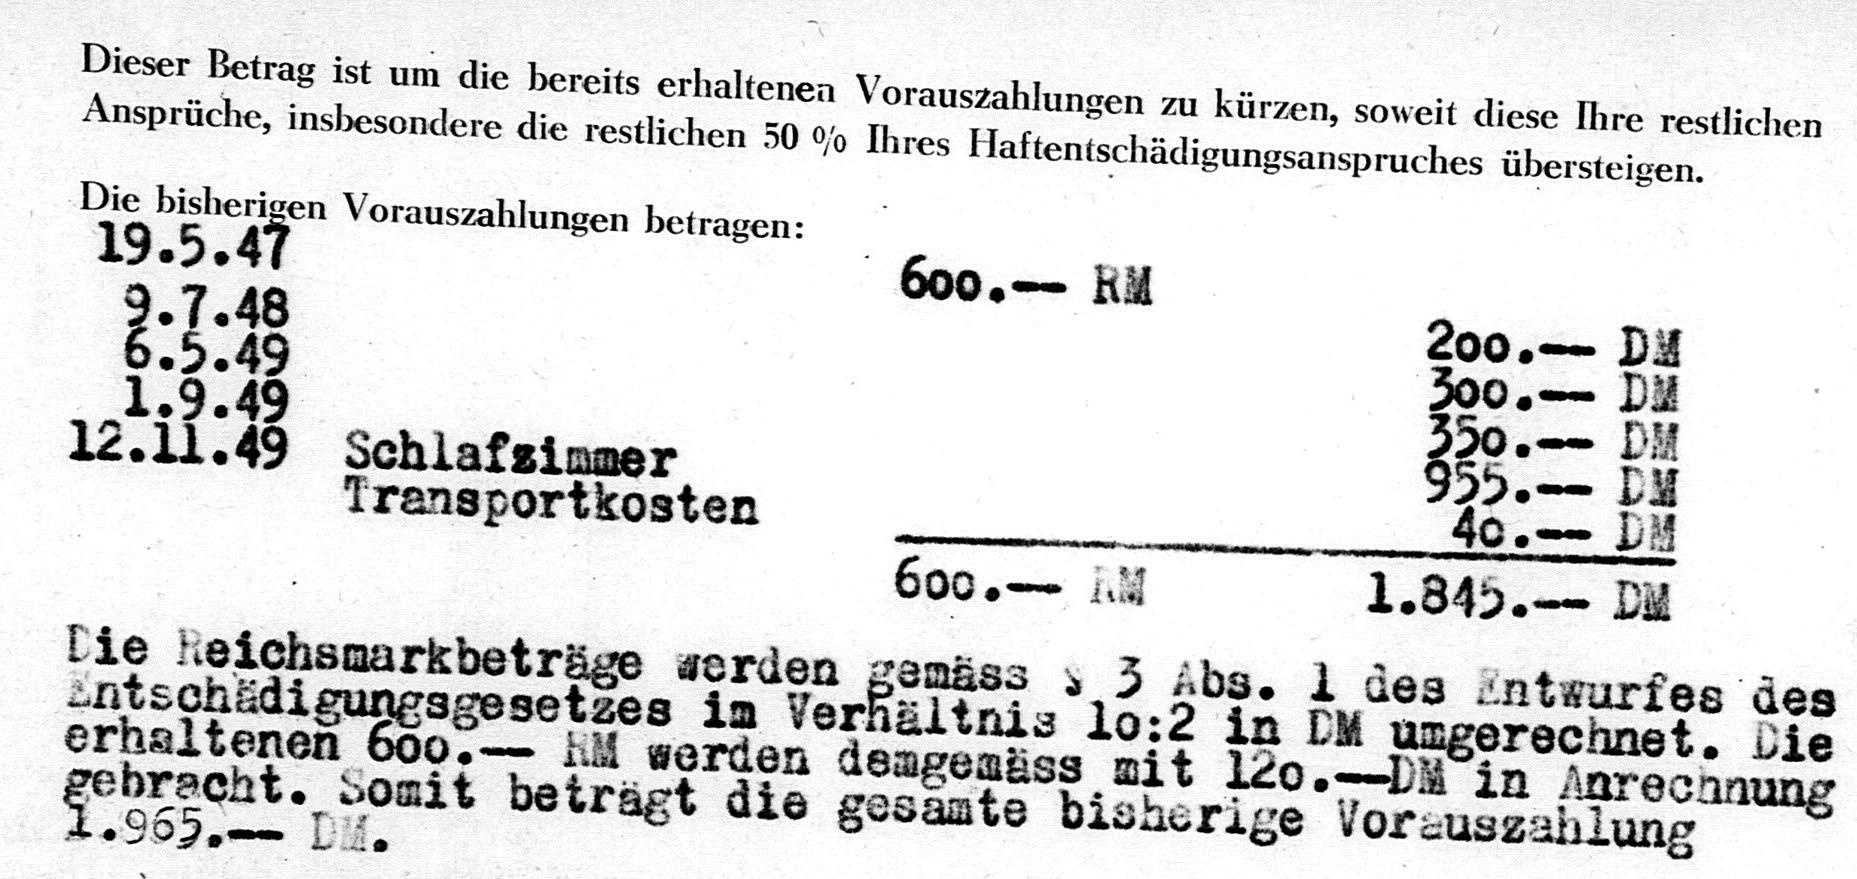 Dieser Betrag ist um die bereits erhaltenen Vorauszahlungen zu kürzen, soweit diese Ihre restlichen
Ansprüche, insbesondere die restlichen 50 % Ihres Haftentschädigungsanspruches übersteigen.
Die bisherigen Vorauszahlungen betragen:
19.5.47 600.-- RM
9.7.48 200.-- DM
6.5.49 300.-- DM
1.9.49 350.-- DM
12.11.49 Schlafzimmer 955.-- DM
Transportkosten 40.-- DM
600.-- RM 1.845.-- DM
Die Reichsmarkbeträge werden gemäss § 3 Abs. 1 des Entwurfes des
Entschädigungsgesetzes im Verhältnis 1o:2 in DM umgerechnet. Die
erhaltenen 600.-- RM werden demgemäss mit 120.--DM in Anrechnung
gebracht. Somit beträgt die gesamte bisherige Vorauszahlung
1.965.-- DM.